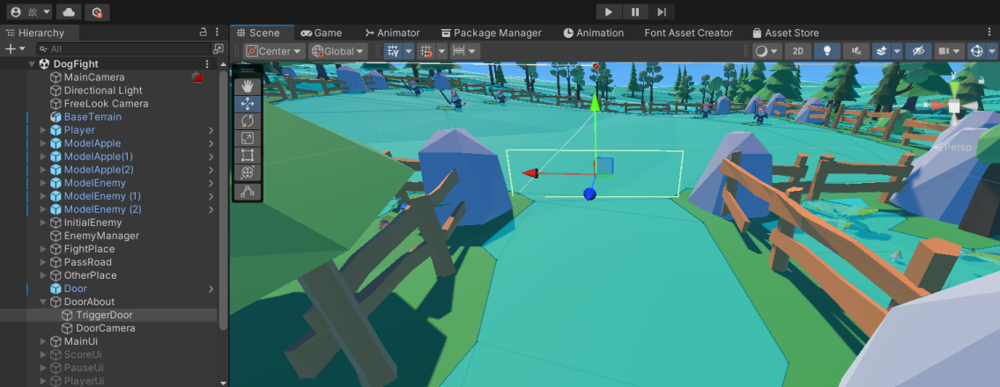 故
Hierarchy
Scene
Game
Animator
Package Manager
Animation
Font Asset Creator
Asset Store
All
Center
Global
2D
DogFight
MainCamera
Directional Light
FreeLook Camera
BaseTerrain
Player
ModelApple
ModelApple(1)
ModelApple(2)
ModelEnemy
ModelEnemy (1)
ModelEnemy (2)
InitialEnemy
EnemyManager
FightPlace
PassRoad
OtherPlace
Door
DoorAbout
TriggerDoor
DoorCamera
MainUi
ScoreUi
PauseUi
PlayerUi
y
x
Persp